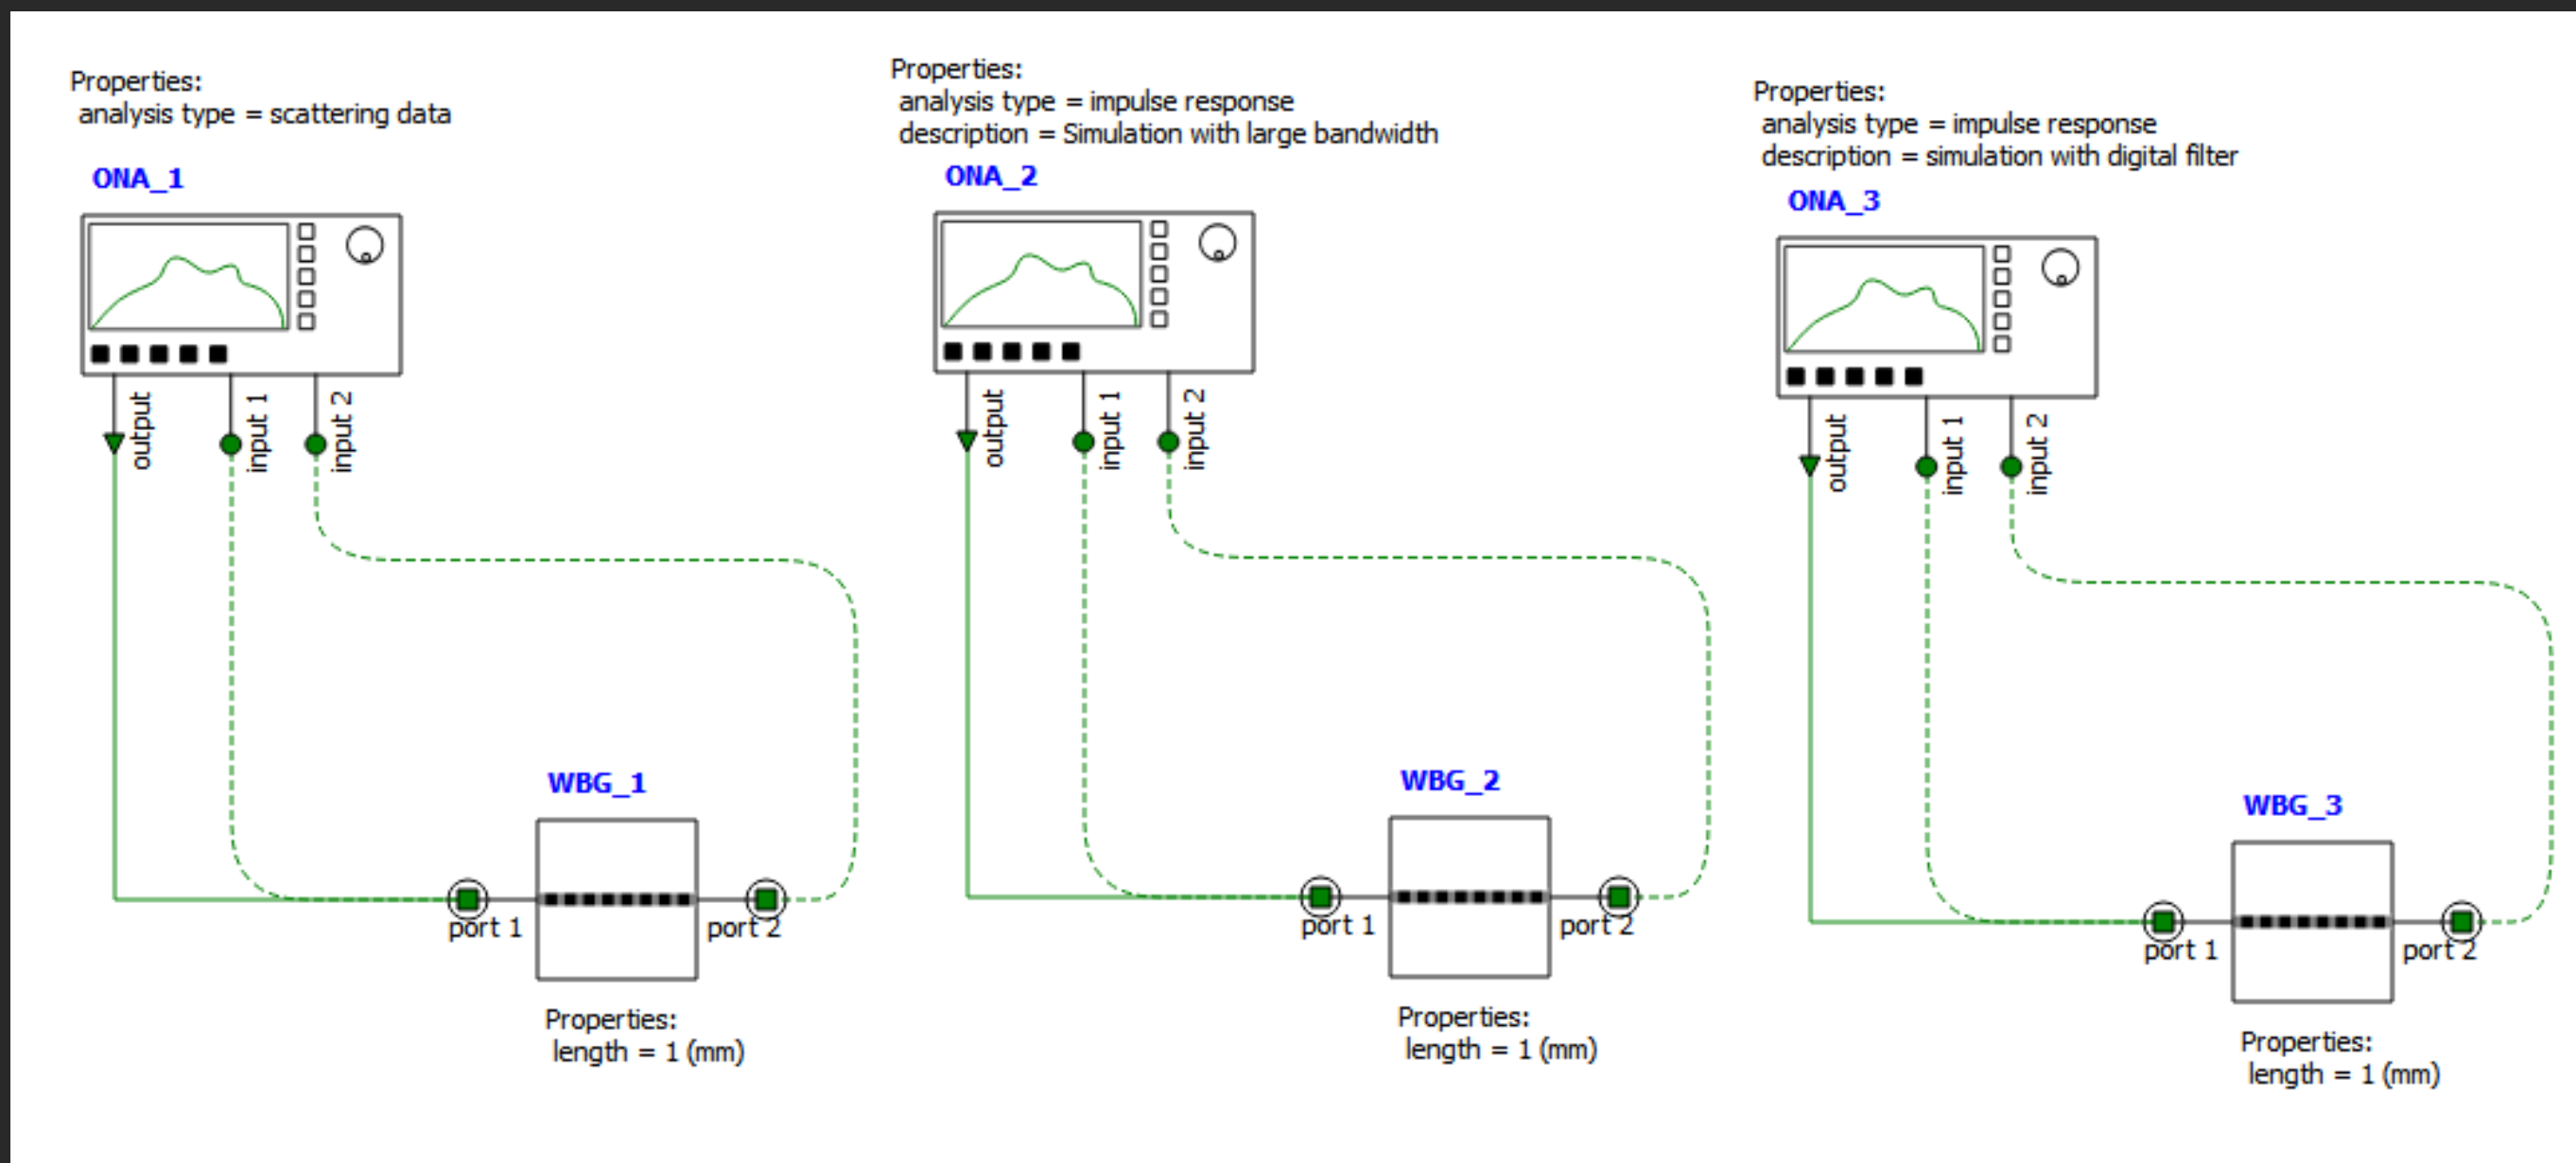 Properties:
analysis type = scattering data
ONA_1
output
input 1
input 2
WBG_1
port 1
port 2
Properties:
length = 1 (mm)
Properties:
analysis type = impulse response
description = Simulation with large bandwidth
ONA_2
output
input 1
input 2
WBG_2
port 1
port 2
Properties:
length = 1 (mm)
Properties:
analysis type = impulse response
description = simulation with digital filter
ONA_3
output
input 1
input 2
WBG_3
port 1
port 2
Properties:
length = 1 (mm)